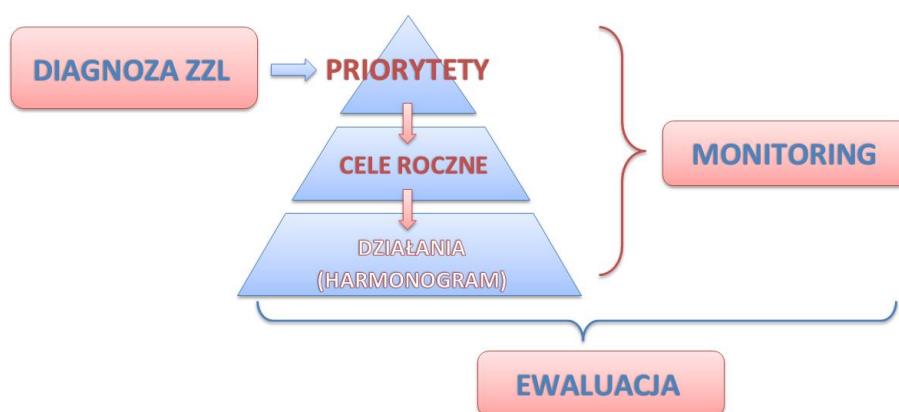 DIAGNOZA ZZL
PRIORYTETY
CELE ROCZNE
MONITORING
DZIAŁANIA
(HARMONOGRAM)
EWALUACJA